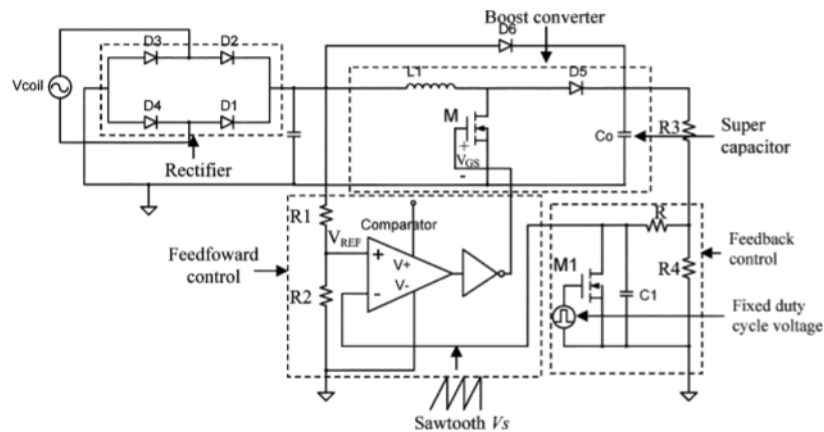 Boost converter
D6
D3
D2
Vcoil
L1
D5
D4
D1
M
+
VGS
-
Co
R3
Super
capacitor
Rectifier
R1
Comparator
VREF
Feedfoward
control
+
V+
-
V-
R2
R
M1
C1
R4
Feedback
control
Fixed duty
cycle voltage
Sawtooth Vs